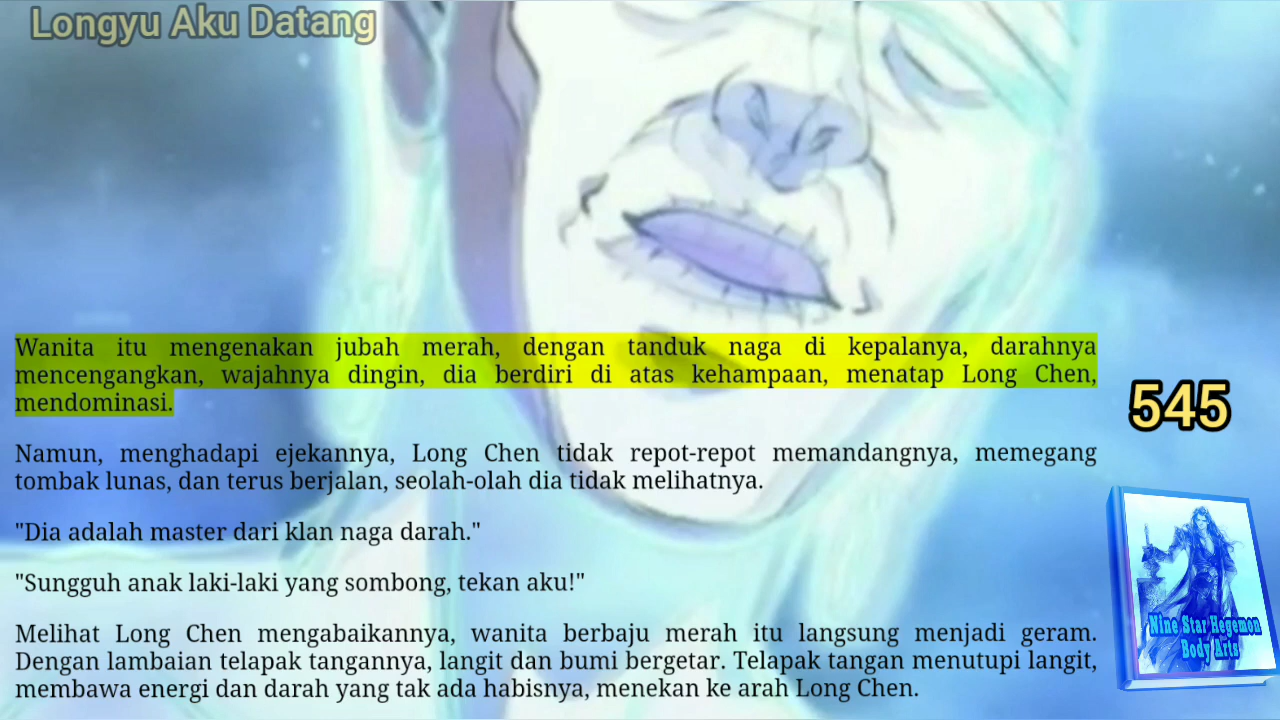 Longyu Aku Datang
Wanita itu mengenakan jubah merah, dengan tanduk naga di kepalanya, darahnya
mencengangkan, wajahnya dingin, dia berdiri di atas kehampaan, menatap Long Chen,
mendominasi.
545
Namun, menghadapi ejekannya, Long Chen tidak repot-repot memandangnya, memegang
tombak lunas, dan terus berjalan, seolah-olah dia tidak melihatnya.
"Dia adalah master dari klan naga darah."
"Sungguh anak laki-laki yang sombong, tekan aku!"
Melihat Long Chen mengabaikannya, wanita berbaju merah itu langsung menjadi geram.
Dengan lambaian telapak tangannya, langit dan bumi bergetar. Telapak tangan menutupi langit,
membawa energi dan darah yang tak ada habisnya, menekan ke arah Long Chen.
Nine Star Hegemon
Body Arts